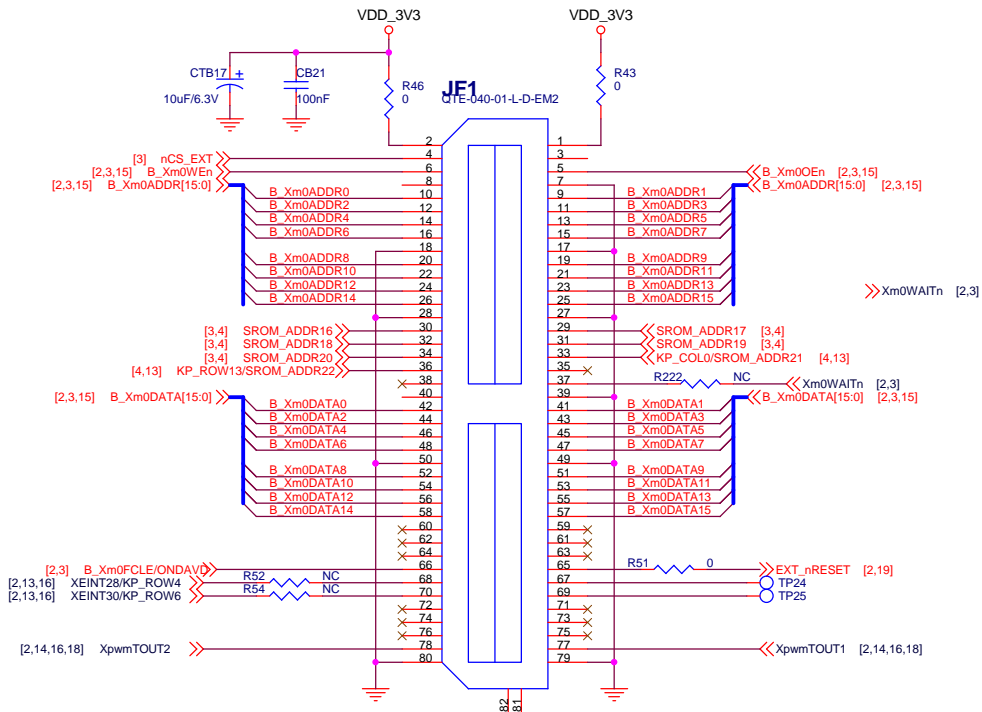 VDD_3V3 VDD_3V3
CTB17 + CB21 R46 0 R43 0
10uF/6.3V 100nF
JF1
QTE-040-01-L-D-EM2
2 1
[3] nCS_EXT 4 3
[2,3,15] B_Xm0WEn 6 5 B_Xm0OEn [2,3,15]
[2,3,15] B_Xm0ADDR[15:0] 8 7 B_Xm0ADDR[15:0] [2,3,15]
B_Xm0ADDR0 10 9 B_Xm0ADDR1
B_Xm0ADDR2 12 11 B_Xm0ADDR3
B_Xm0ADDR4 14 13 B_Xm0ADDR5
B_Xm0ADDR6 16 15 B_Xm0ADDR7
18 17
B_Xm0ADDR8 20 19 B_Xm0ADDR9
B_Xm0ADDR10 22 21 B_Xm0ADDR11
B_Xm0ADDR12 24 23 B_Xm0ADDR13 Xm0WAITn [2,3]
B_Xm0ADDR14 26 25 B_Xm0ADDR15
28 27
[3,4] SROM_ADDR16 30 29 SROM_ADDR17 [3,4]
[3,4] SROM_ADDR18 32 31 SROM_ADDR19 [3,4]
[3,4] SROM_ADDR20 34 33 KP_COL0/SROM_ADDR21 [4,13]
[4,13] KP_ROW13/SROM_ADDR22 36 35
38 37 R222 NC Xm0WAITn [2,3]
[2,3,15] B_Xm0DATA[15:0] 40 39 B_Xm0DATA[15:0] [2,3,15]
B_Xm0DATA0 42 41 B_Xm0DATA1
B_Xm0DATA2 44 43 B_Xm0DATA3
B_Xm0DATA4 46 45 B_Xm0DATA5
B_Xm0DATA6 48 47 B_Xm0DATA7
50 49
B_Xm0DATA8 52 51 B_Xm0DATA9
B_Xm0DATA10 54 53 B_Xm0DATA11
B_Xm0DATA12 56 55 B_Xm0DATA13
B_Xm0DATA14 58 57 B_Xm0DATA15
60 59
62 61
64 63
[2,3] B_Xm0FCLE/ONDAVD 66 65 R51 0 EXT_nRESET [2,19]
[2,13,16] XEINT28/KP_ROW4 R52 NC 68 67 TP24
[2,13,16] XEINT30/KP_ROW6 R54 NC 70 69 TP25
72 71
74 73
76 75
[2,14,16,18] XpwmTOUT2 78 77 XpwmTOUT1 [2,14,16,18]
80 79
82 81